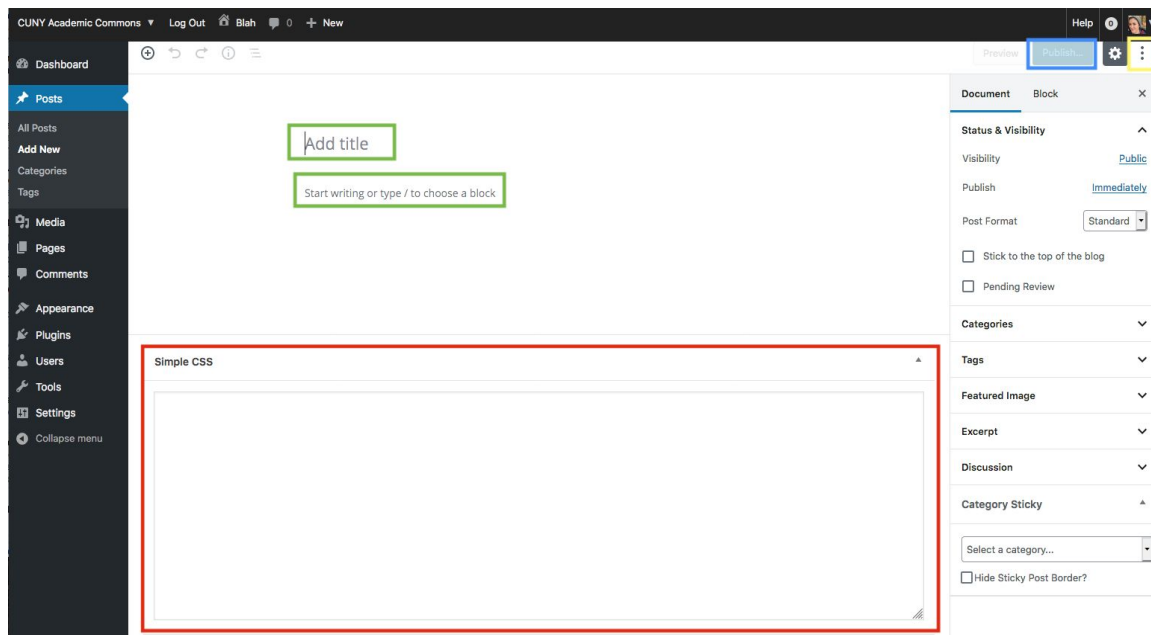 CUNY Academic Commons ▼ Log Out Blah 0 + New Help 0
Dashboard
Posts
All Posts
Add New
Categories
Tags
Media
Pages
Comments
Appearance
Plugins
Users
Tools
Settings
Collapse menu
Preview Publish...
Add title
Start writing or type / to choose a block
Simple CSS
Document Block
Status & Visibility
Visibility Public
Publish Immediately
Post Format Standard
Stick to the top of the blog
Pending Review
Categories
Tags
Featured Image
Excerpt
Discussion
Category Sticky
Select a category...
Hide Sticky Post Border?